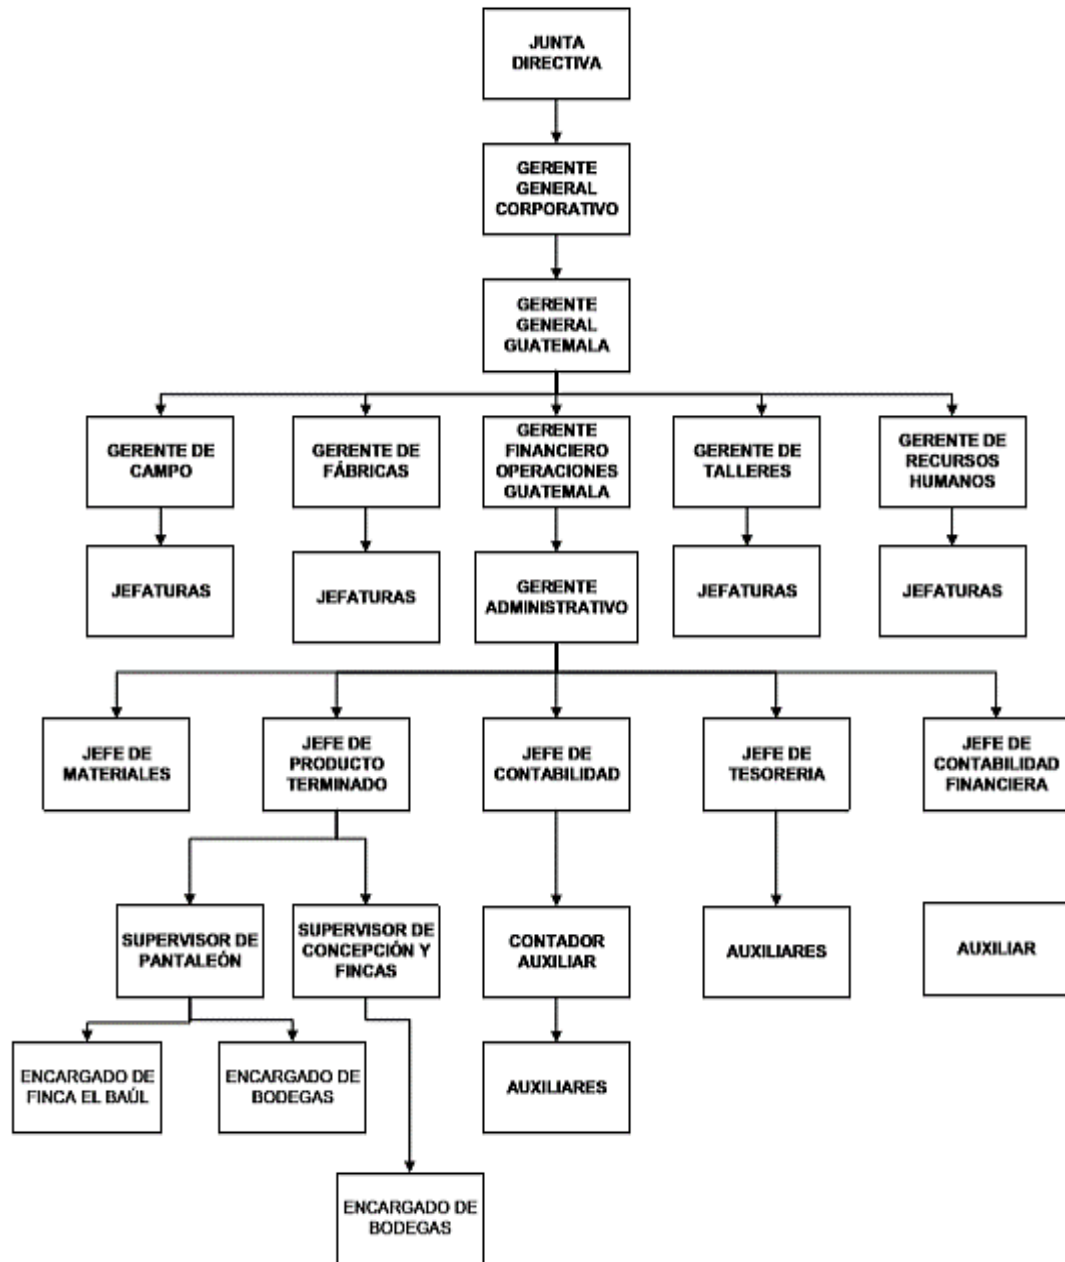 JUNTA
DIRECTIVA
GERENTE
GENERAL
CORPORATIVO
GERENTE
GENERAL
GUATEMALA
GERENTE DE
CAMPO
GERENTE DE
FÁBRICAS
GERENTE
FINANCIERO
OPERACIONES
GUATEMALA
GERENTE DE
TALLERES
GERENTE DE
RECURSOS
HUMANOS
JEFATURAS
JEFATURAS
GERENTE
ADMINISTRATIVO
JEFATURAS
JEFATURAS
JEFE DE
MATERIALES
JEFE DE
PRODUCTO
TERMINADO
JEFE DE
CONTABILIDAD
JEFE DE
TESORERIA
JEFE DE
CONTABILIDAD
FINANCIERA
SUPERVISOR DE
PANTALEÓN
SUPERVISOR DE
CONCEPCIÓN Y
FINCAS
CONTADOR
AUXILIAR
AUXILIARES
AUXILIAR
ENCARGADO DE
FINCA EL BAÚL
ENCARGADO DE
BODEGAS
AUXILIARES
ENCARGADO DE
BODEGAS